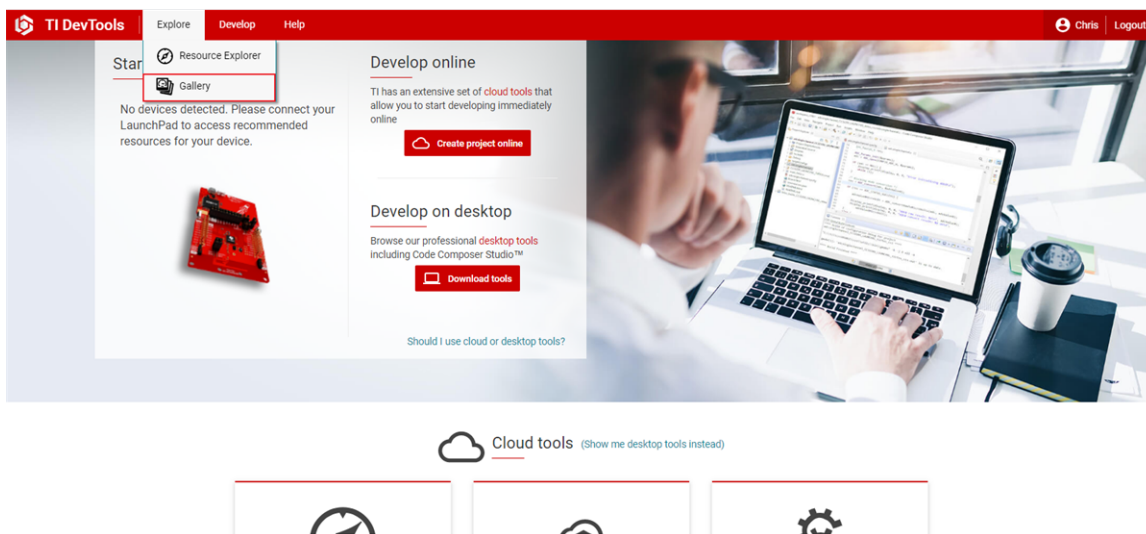 TI DevTools
Explore
Develop
Help
Chris
Logout
Resource Explorer
Gallery
Star
No devices detected. Please connect your
LaunchPad to access recommended
resources for your device.
Develop online
TI has an extensive set of cloud tools that
allow you to start developing immediately
online
Create project online
Develop on desktop
Browse our professional desktop tools
including Code Composer Studio™
Download tools
Should I use cloud or desktop tools?
Cloud tools (Show me desktop tools instead)